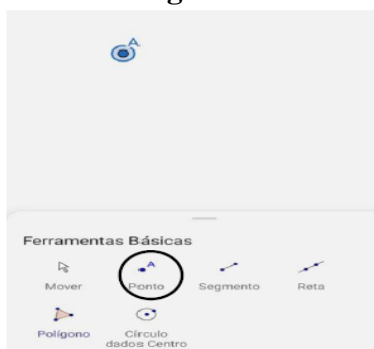 A
Ferramentas Básicas
A
Mover Ponto Segmento Reta
Polígono Círculo
dados Centro